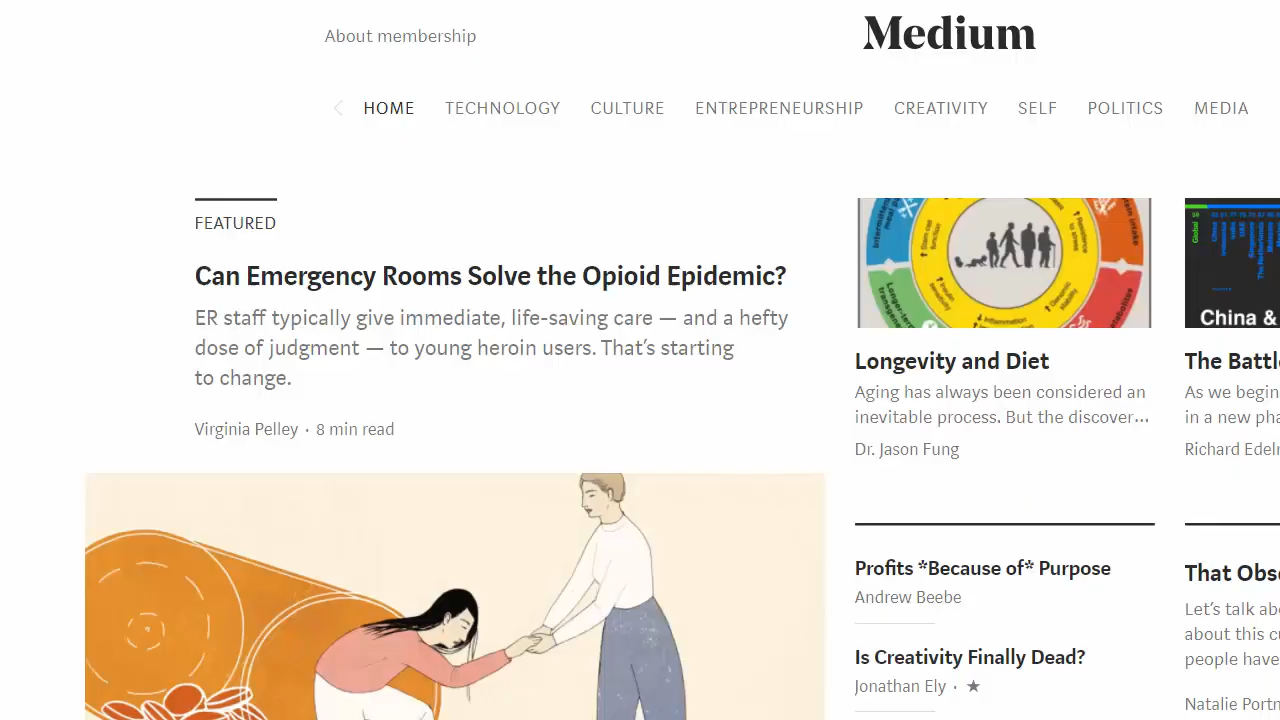 About membership
Medium
HOME TECHNOLOGY CULTURE ENTREPRENEURSHIP CREATIVITY SELF POLITICS MEDIA
FEATURED
Can Emergency Rooms Solve the Opioid Epidemic?
ER staff typically give immediate, life-saving care — and a hefty
dose of judgment — to young heroin users. That’s starting
to change.
Virginia Pelley · 8 min read
Longevity and Diet
Aging has always been considered an
inevitable process. But the discover…
Dr. Jason Fung
Profits *Because of* Purpose
Andrew Beebe
Is Creativity Finally Dead?
Jonathan Ely · ★
Global
China &
The Battl
As we begin
in a new pha
Richard Edel
That Obs
Let’s talk ab
about this c
people have
Natalie Port